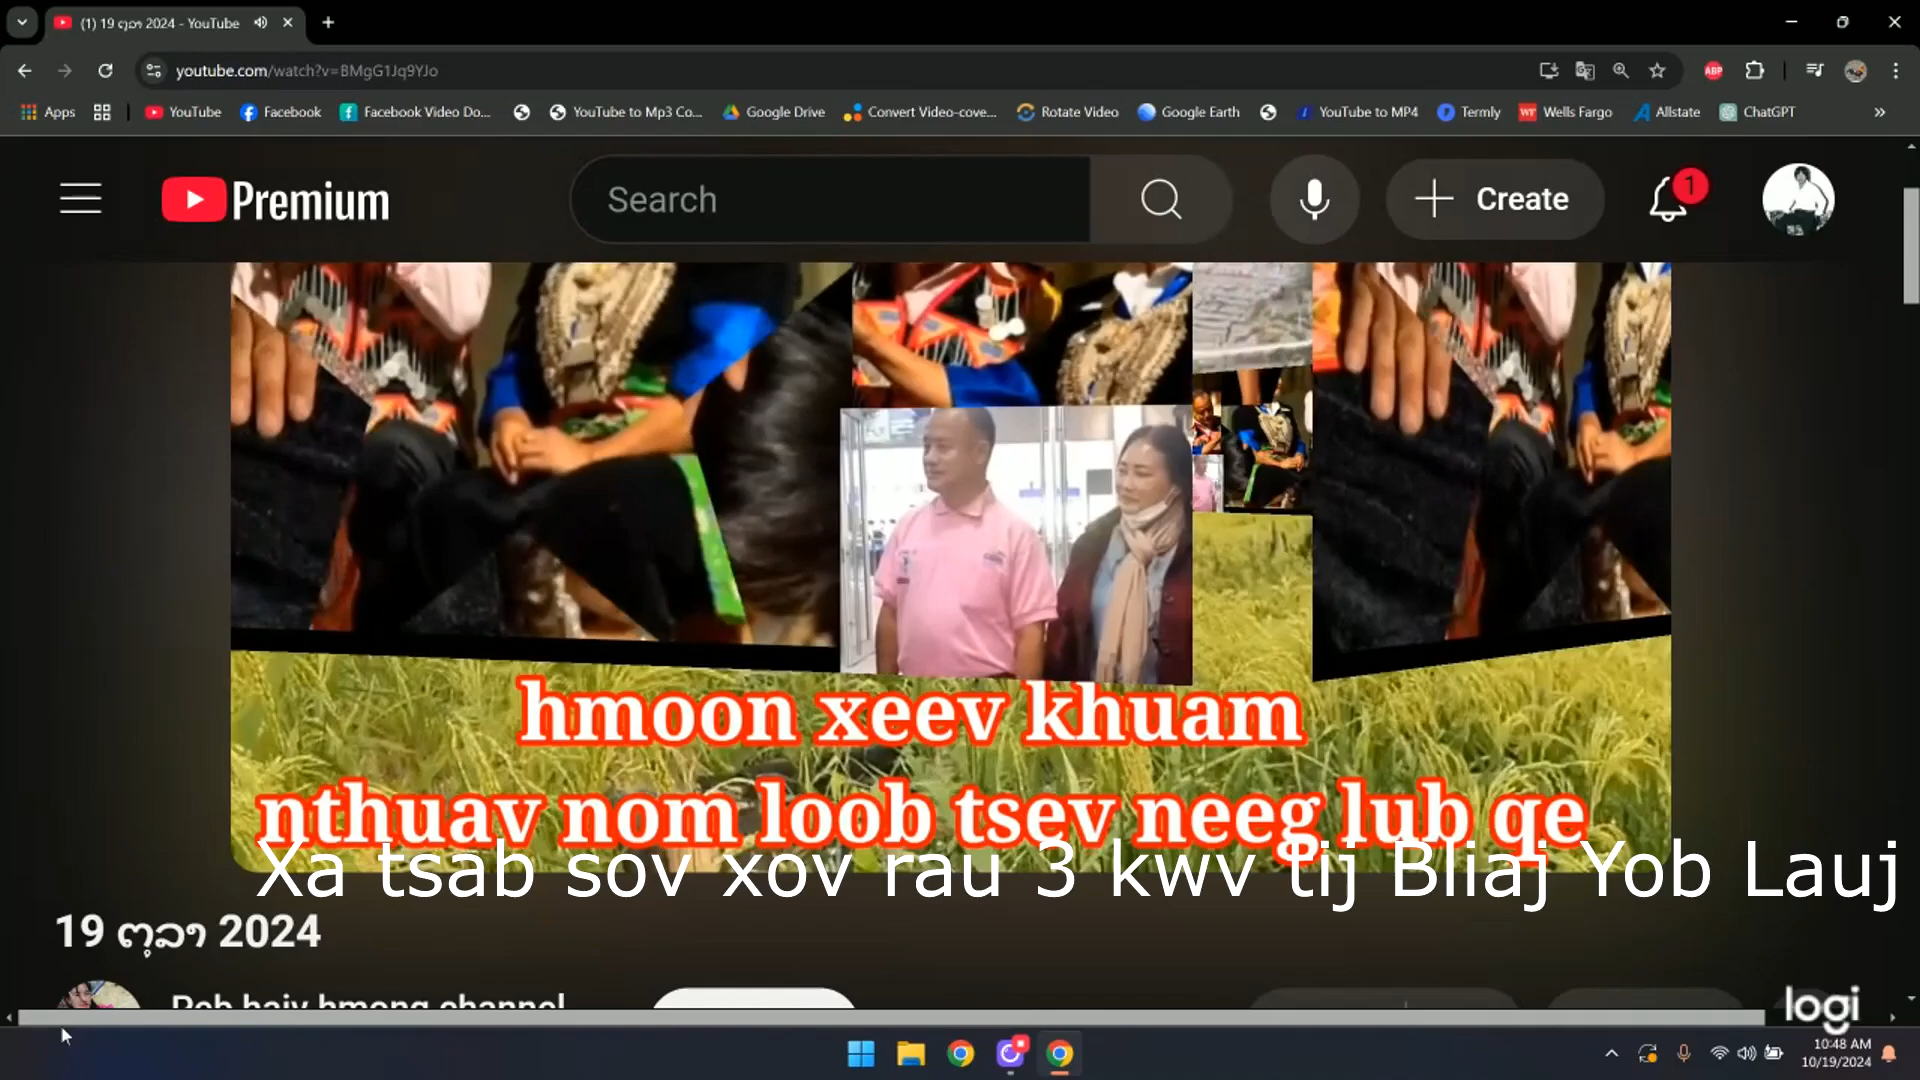 (1) 19 ຕຸລາ 2024 - YouTube
youtube.com/watch?v=BMgG1Jq9YJo
Apps YouTube Facebook Facebook Video Do... YouTube to Mp3 Co... Google Drive Convert Video-cove... Rotate Video Google Earth YouTube to MP4 Termly Wells Fargo Allstate ChatGPT
Premium Search Create 1
hmoon xeev khuam
nthuav nom loob tsev neeg lub qe
Xa tsab sov xov rau 3 kwv tij Bliaj Yob Lauj
19 ຕຸລາ 2024
hmong channel
logi
10:48 AM
10/19/2024